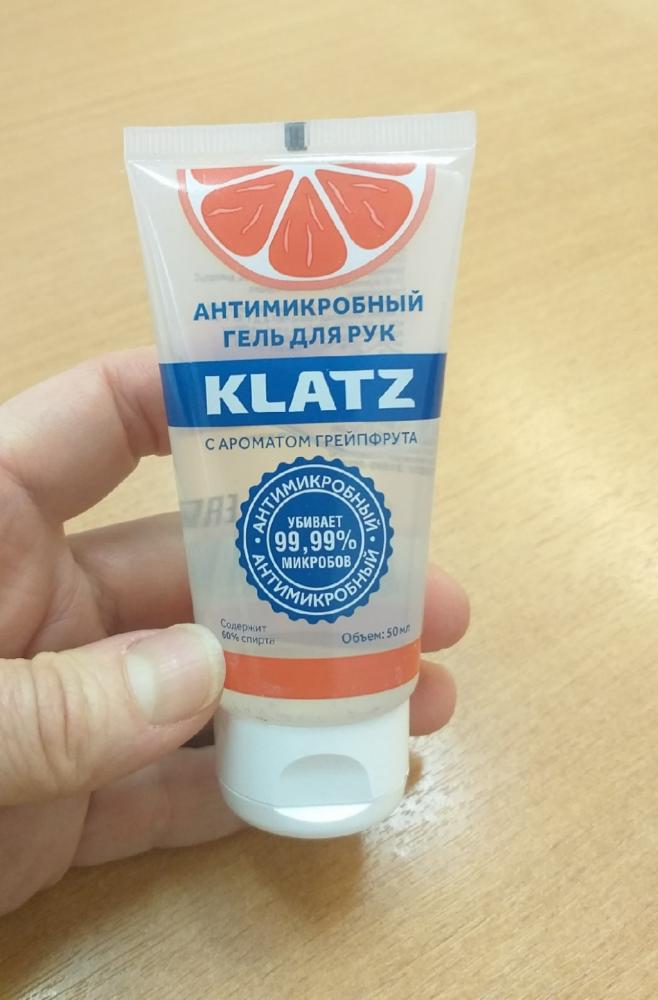 АНТИМИКРОБНЫЙ
ГЕЛЬ ДЛЯ РУК
KLATZ
С АРОМАТОМ ГРЕЙПФРУТА
• АНТИМИКРОБНЫЙ •
УБИВАЕТ
99,99%
МИКРОБОВ
АНТИМИКРОБНЫЙ
Содержит
60% спирта
Объем: 50 мл